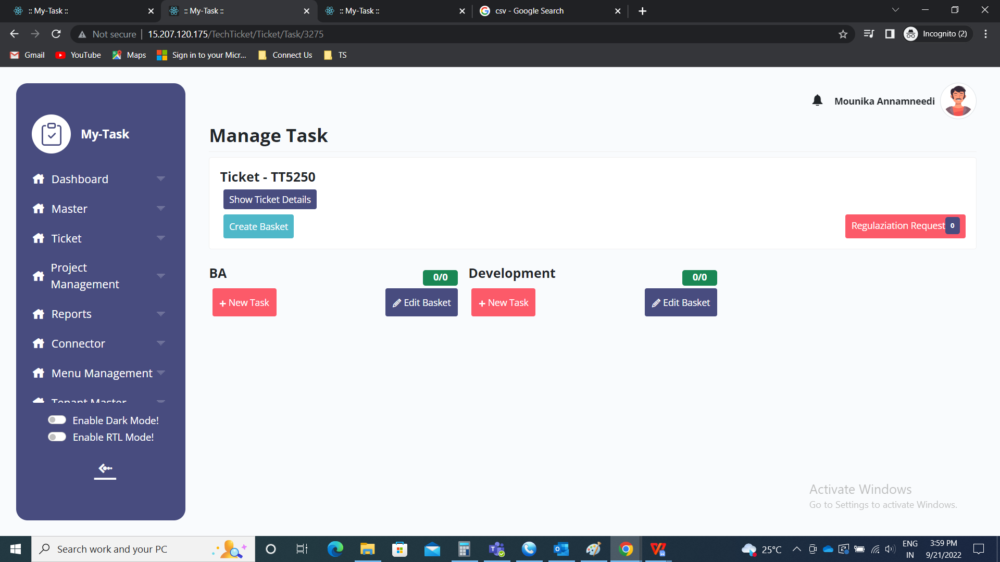 :: My-Task ::
:: My-Task ::
:: My-Task ::
csv - Google Search
Not secure | 15.207.120.175/TechTicket/Ticket/Task/3275
Incognito (2)
Gmail
YouTube
Maps
Sign in to your Micr...
Connect Us
TS
Mounika Annamneedi
My-Task
Manage Task
Ticket - TT5250
Show Ticket Details
Create Basket
Regulaziation Request 0
Dashboard
Master
Ticket
Project
Management
Reports
Connector
Menu Management
Tenant Master
Enable Dark Mode!
Enable RTL Mode!
BA
0/0
+ New Task
Edit Basket
Development
0/0
+ New Task
Edit Basket
Activate Windows
Go to Settings to activate Windows.
Search work and your PC
25°C
ENG
IN
3:59 PM
9/21/2022